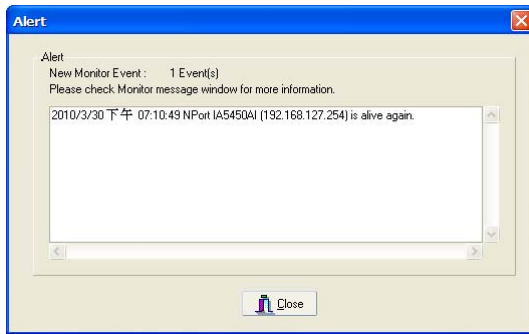 Alert
Alert
New Monitor Event : 1 Event(s)
Please check Monitor message window for more information.
2010/3/30 下午 07:10:49 NPort IA5450AI (192.168.127.254) is alive again.
Close